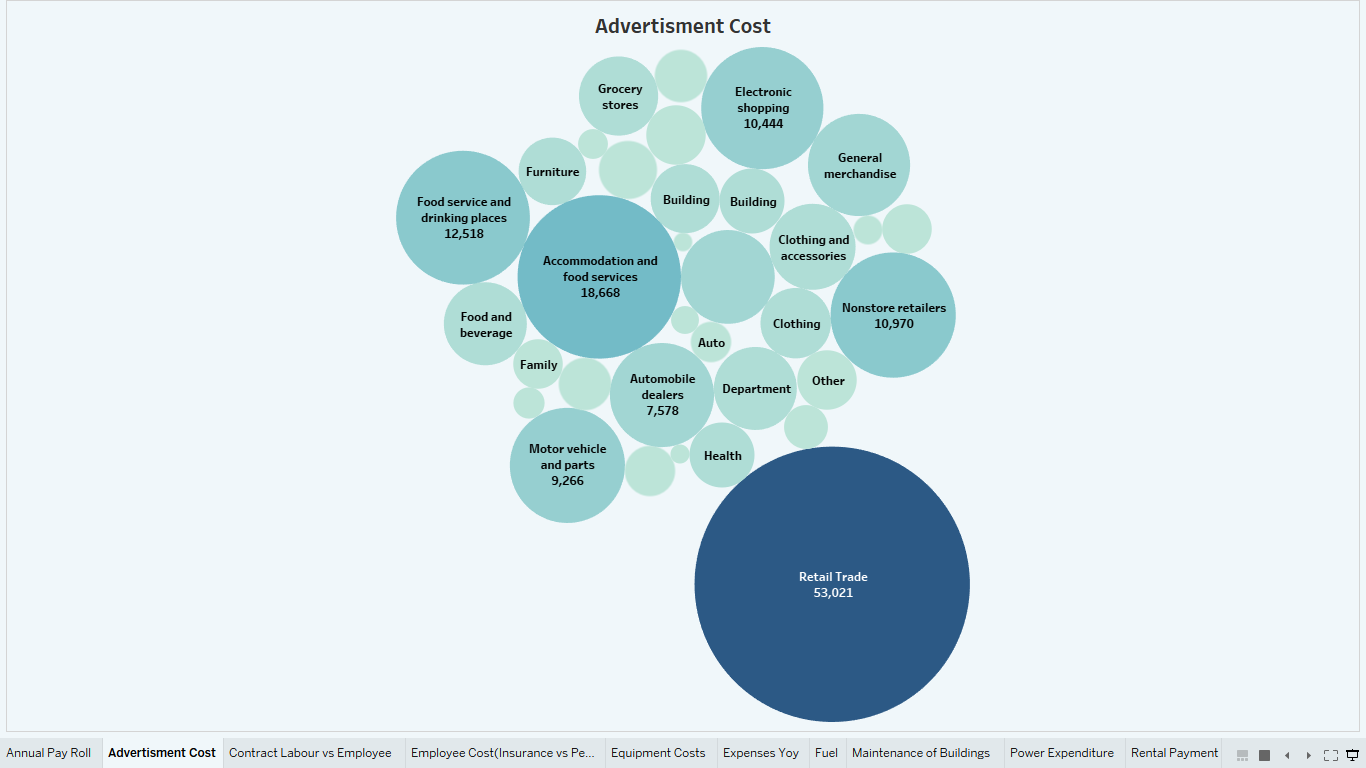 Advertisment Cost
Grocery
stores
Electronic
shopping
10,444
General
merchandise
Furniture
Food service and
drinking places
12,518
Building
Building
Clothing and
accessories
Accommodation and
food services
18,668
Nonstore retailers
10,970
Food and
beverage
Clothing
Auto
Family
Automobile
dealers
7,578
Department
Other
Motor vehicle
and parts
9,266
Health
Retail Trade
53,021
Annual Pay Roll
Advertisment Cost
Contract Labour vs Employee
Employee Cost(Insurance vs Pe...
Equipment Costs
Expenses Yoy
Fuel
Maintenance of Buildings
Power Expenditure
Rental Payment